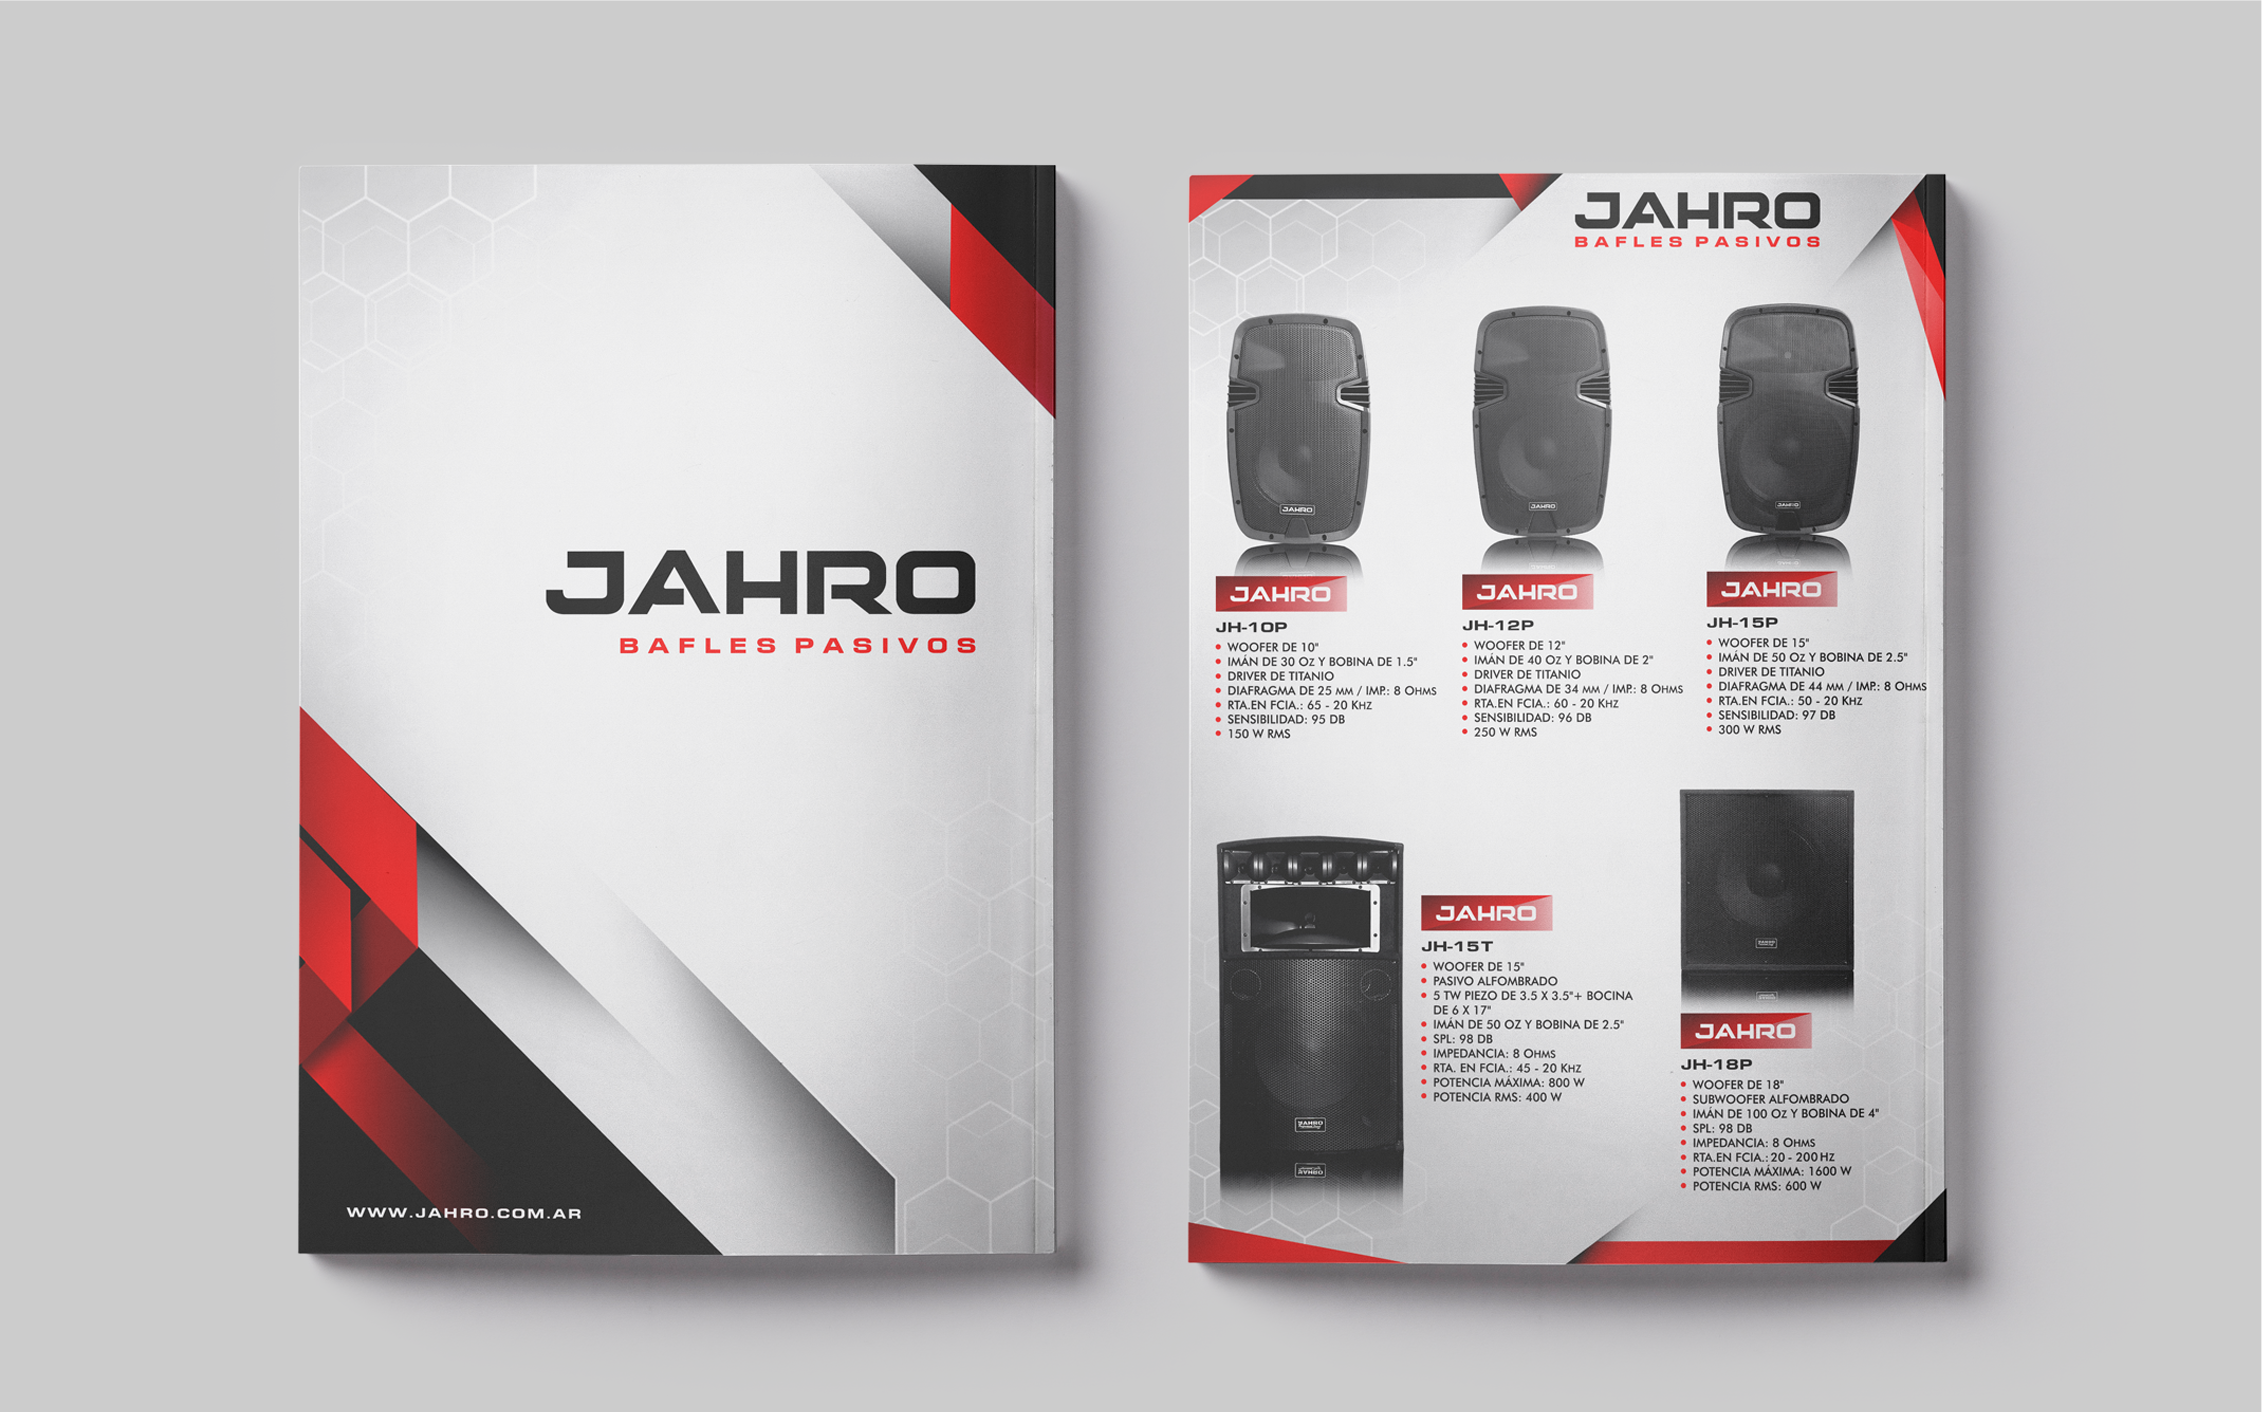 JAHRO
BAFLES PASIVOS
WWW.JAHRO.COM.AR
JAHRO
BAFLES PASIVOS
JAHRO
JAHRO
JAHRO
JAHRO
JH-10P
WOOFER DE 10"
IMÁN DE 30 Oz Y BOBINA DE 1.5"
DRIVER DE TITANIO
DIAFRAGMA DE 25 MM / IMP.: 8 OHMS
RTA.EN FCIA.: 65 - 20 KHZ
SENSIBILIDAD: 95 DB
150 W RMS
JAHRO
JH-12P
WOOFER DE 12"
IMÁN DE 40 Oz Y BOBINA DE 2"
DRIVER DE TITANIO
DIAFRAGMA DE 34 MM / IMP.: 8 OHMS
RTA.EN FCIA.: 60 - 20 KHZ
SENSIBILIDAD: 96 DB
250 W RMS
JAHRO
JH-15P
WOOFER DE 15"
IMÁN DE 50 Oz Y BOBINA DE 2.5"
DRIVER DE TITANIO
DIAFRAGMA DE 44 MM / IMP.: 8 OHMS
RTA.EN FCIA.: 50 - 20 KHZ
SENSIBILIDAD: 97 DB
300 W RMS
JAHRO
JAHRO
JH-15T
WOOFER DE 15"
PASIVO ALFOMBRADO
5 TW PIEZO DE 3.5 X 3.5"+ BOCINA
DE 6 X 17"
IMÁN DE 50 OZ Y BOBINA DE 2.5"
SPL: 98 DB
IMPEDANCIA: 8 OHMS
RTA. EN FCIA.: 45 - 20 KHZ
POTENCIA MÁXIMA: 800 W
POTENCIA RMS: 400 W
JAHRO
JH-18P
WOOFER DE 18"
SUBWOOFER ALFOMBRADO
IMÁN DE 100 Oz Y BOBINA DE 4"
SPL: 98 DB
IMPEDANCIA: 8 OHMS
RTA.EN FCIA.: 20 - 200 HZ
POTENCIA MÁXIMA: 1600 W
POTENCIA RMS: 600 W